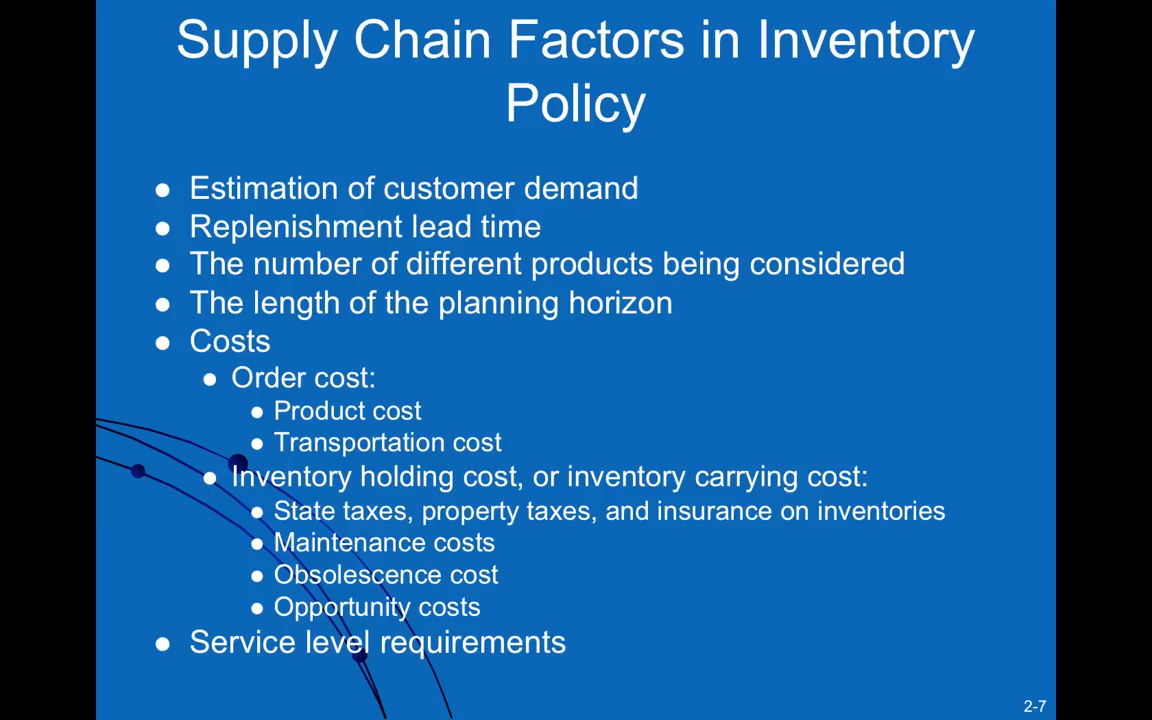 Supply Chain Factors in Inventory
Policy
● Estimation of customer demand
● Replenishment lead time
● The number of different products being considered
● The length of the planning horizon
● Costs
● Order cost:
● Product cost
● Transportation cost
● Inventory holding cost, or inventory carrying cost:
● State taxes, property taxes, and insurance on inventories
● Maintenance costs
● Obsolescence cost
● Opportunity costs
● Service level requirements
2-7